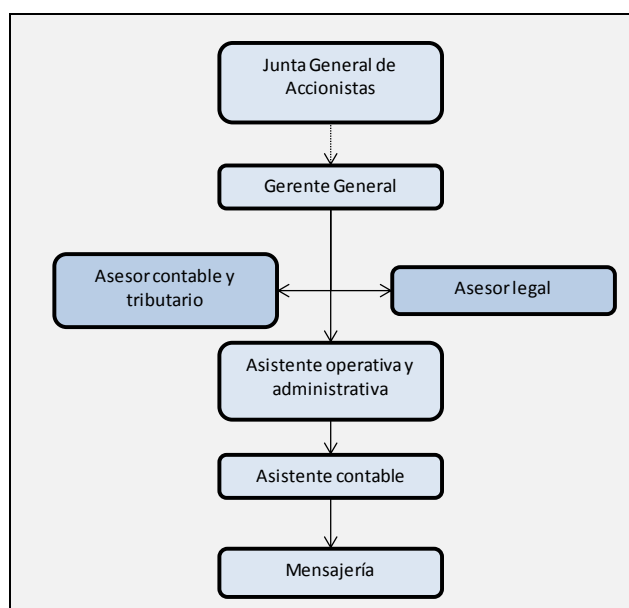 Junta General de
Accionistas
Gerente General
Asesor contable y
tributario
Asesor legal
Asistente operativa y
administrativa
Asistente contable
Mensajería